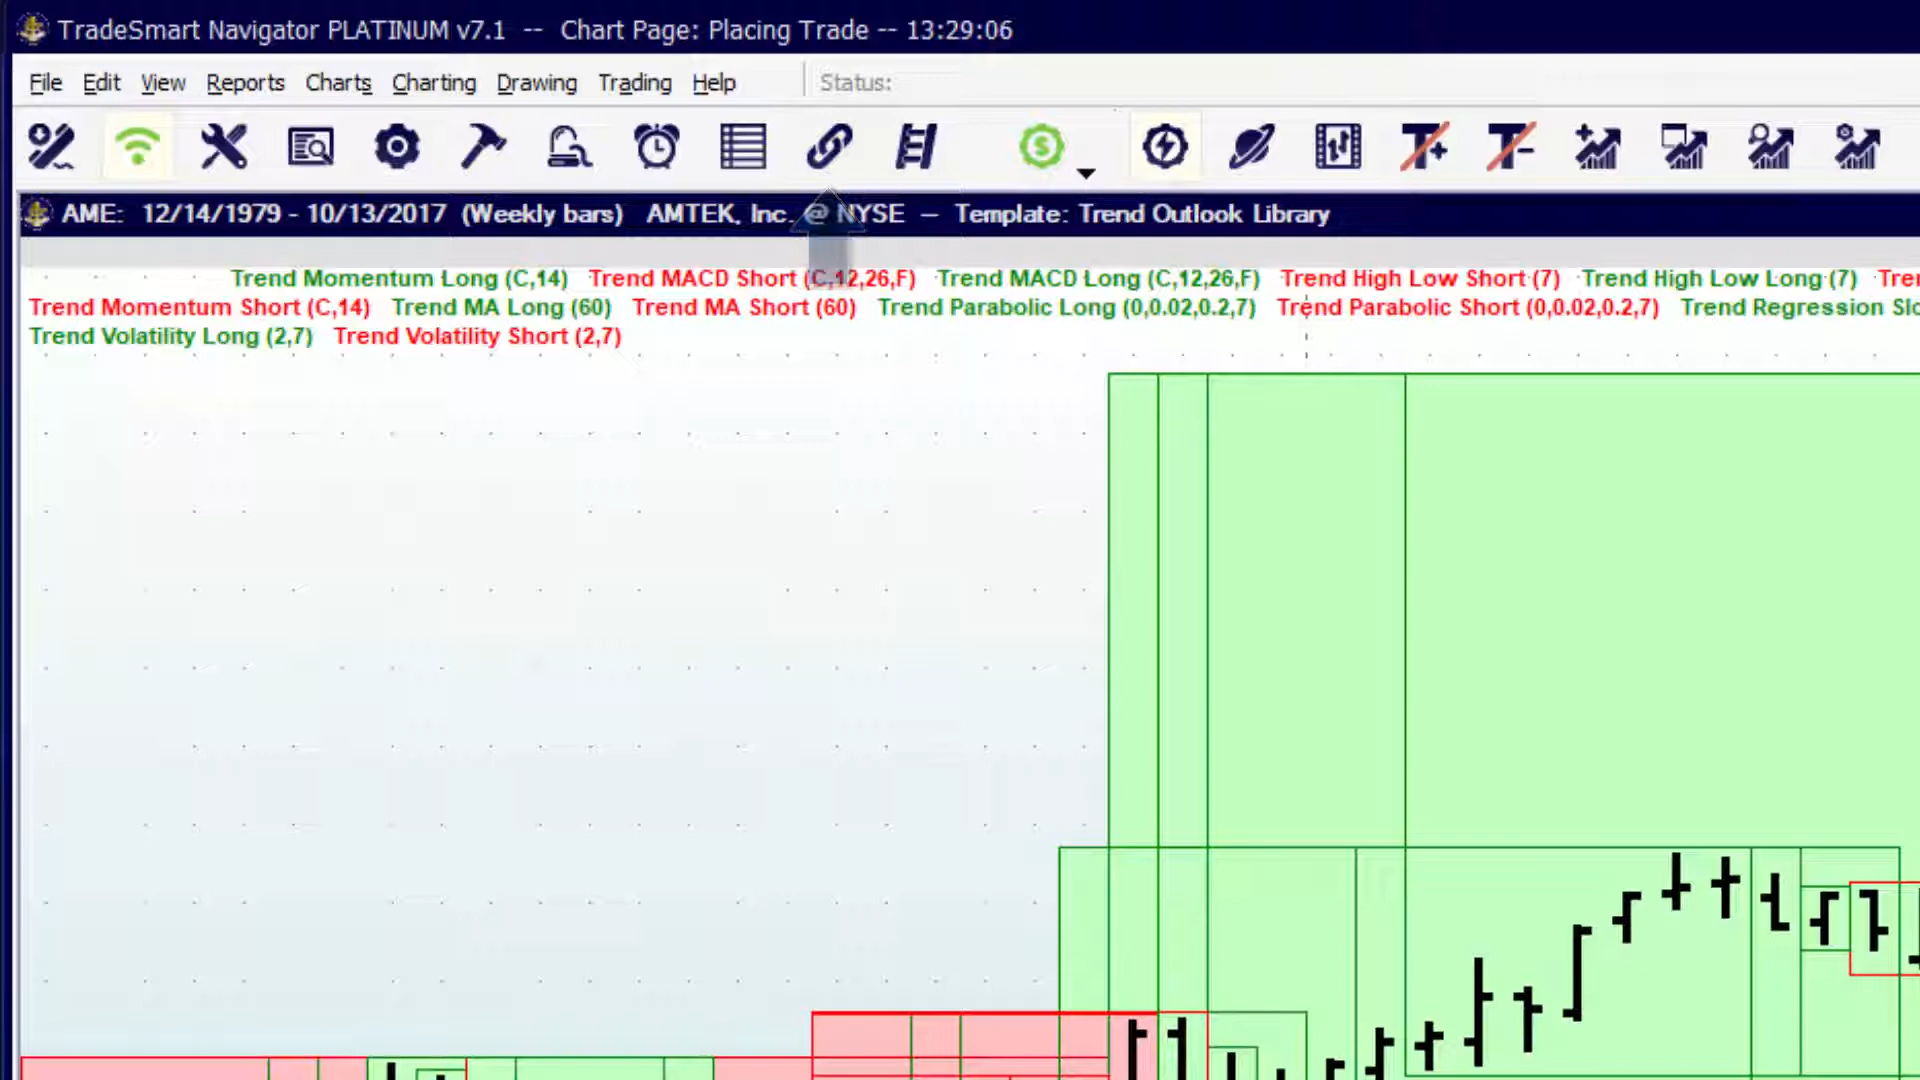 TradeSmart Navigator PLATINUM v7.1 -- Chart Page: Placing Trade -- 13:29:06
File Edit View Reports Charts Charting Drawing Trading Help Status:
AME: 12/14/1979 - 10/13/2017 (Weekly bars) AMTEK, Inc. @ NYSE – Template: Trend Outlook Library
Trend Momentum Long (C,14) Trend MACD Short (C,12,26,F) Trend MACD Long (C,12,26,F) Trend High Low Short (7) Trend High Low Long (7)
Trend Momentum Short (C,14) Trend MA Long (60) Trend MA Short (60) Trend Parabolic Long (0,0.02,0.2,7) Trend Parabolic Short (0,0.02,0.2,7) Trend Regression
Trend Volatility Long (2,7) Trend Volatility Short (2,7)